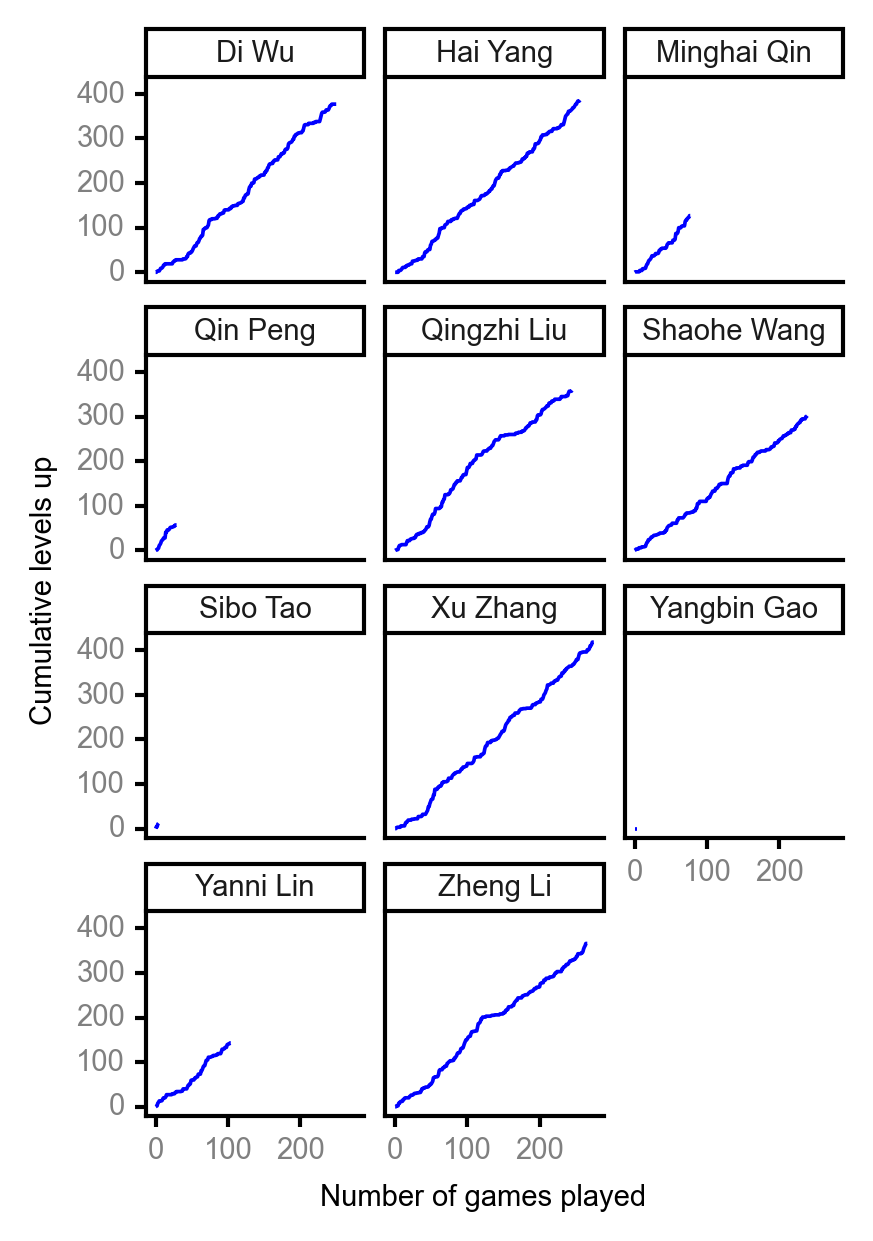 Di Wu
Hai Yang
Minghai Qin
400
300
200
100
0
Qin Peng
Qingzhi Liu
Shaohe Wang
400
300
200
100
0
Cumulative levels up
Sibo Tao
Xu Zhang
Yangbin Gao
400
300
200
100
0
0 100 200
Yanni Lin
Zheng Li
400
300
200
100
0
0 100 200
0 100 200
Number of games played